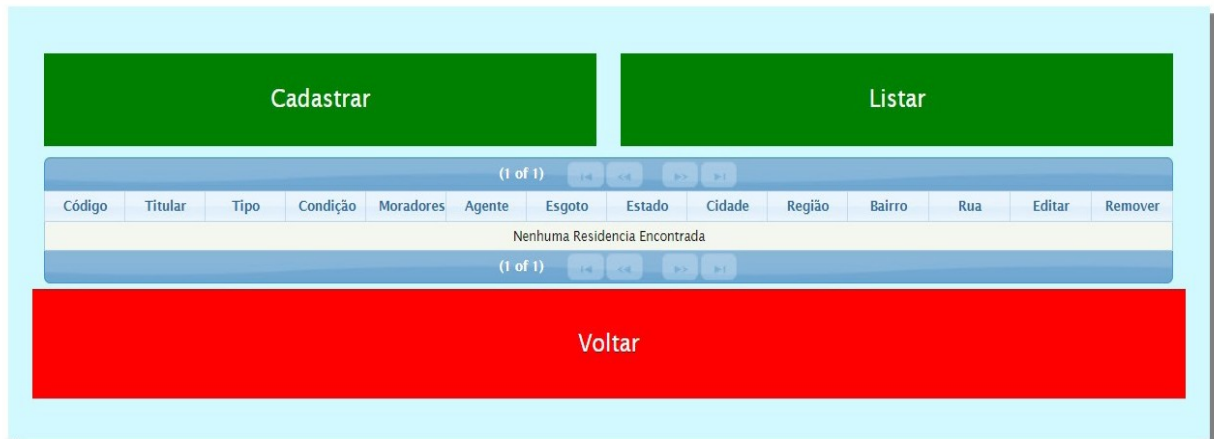 Cadastrar Listar
(1 of 1)
Código Titular Tipo Condição Moradores Agente Esgoto Estado Cidade Região Bairro Rua Editar Remover
Nenhuma Residencia Encontrada
(1 of 1)
Voltar